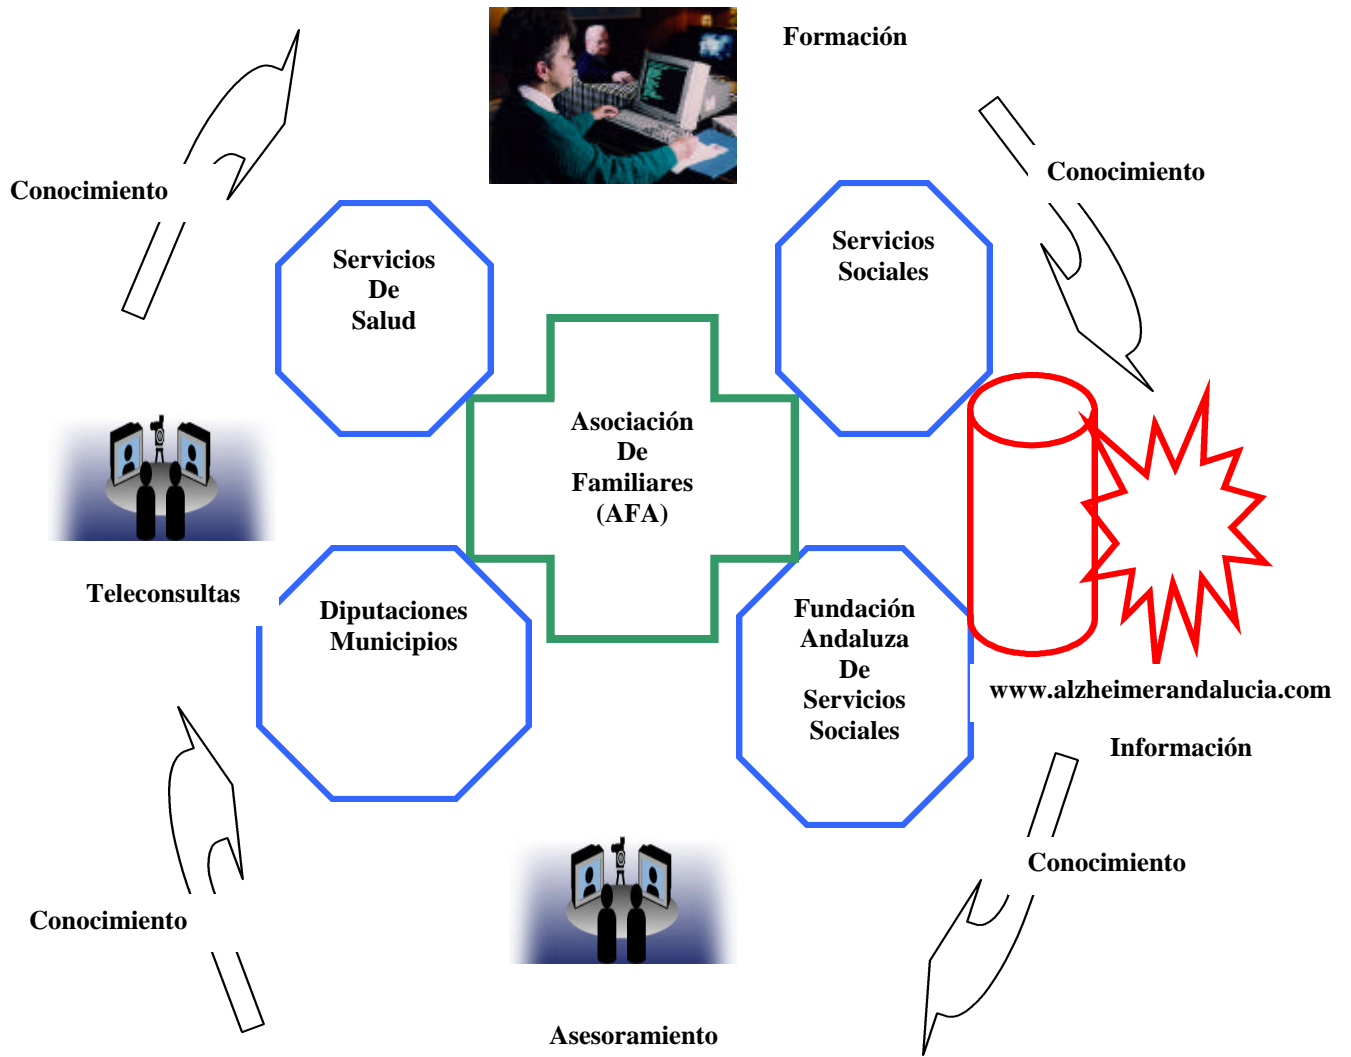 Formación
Conocimiento
Conocimiento
Servicios
De
Salud
Servicios
Sociales
Asociación
De
Familiares
(AFA)
Teleconsultas
Diputaciones
Municipios
Fundación
Andaluza
De
Servicios
Sociales
www.alzheimerandalucia.com
Información
Conocimiento
Conocimiento
Asesoramiento